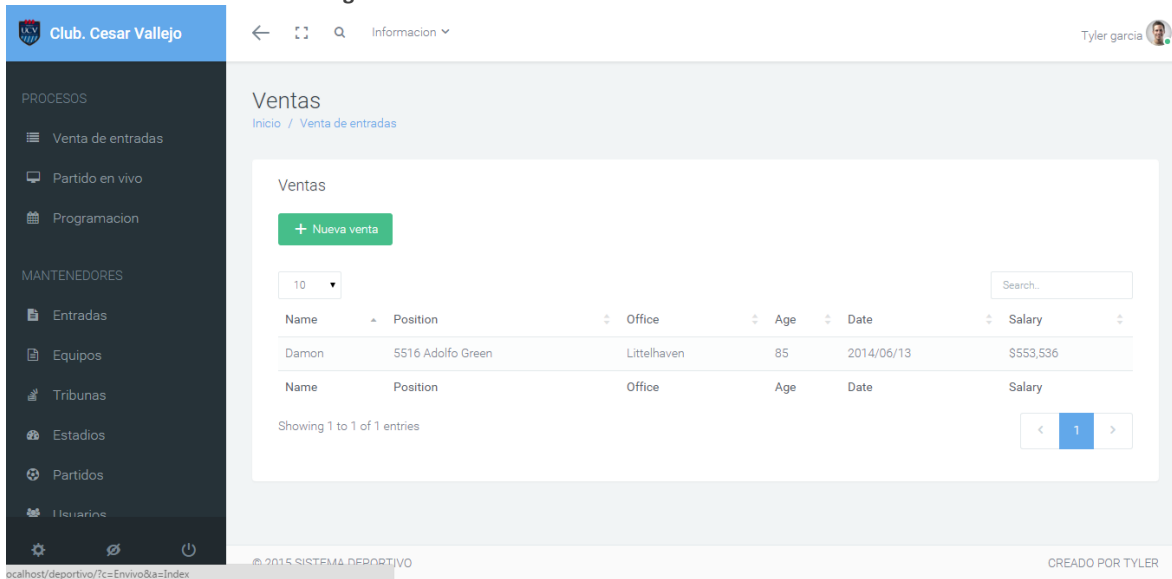 UCV
Club. Cesar Vallejo
Informacion
Tyler garcia
PROCESOS
Venta de entradas
Partido en vivo
Programacion
MANTENEDORES
Entradas
Equipos
Tribunas
Estadios
Partidos
Usuarios
ocalhost/deportivo/?c=Envivo&a=Index
Ventas
Inicio / Venta de entradas
Ventas
+ Nueva venta
10
Search..
Name Position Office Age Date Salary
Damon 5516 Adolfo Green Littelhaven 85 2014/06/13 $553,536
Name Position Office Age Date Salary
Showing 1 to 1 of 1 entries
< 1 >
© 2015 SISTEMA DEPORTIVO
CREADO POR TYLER